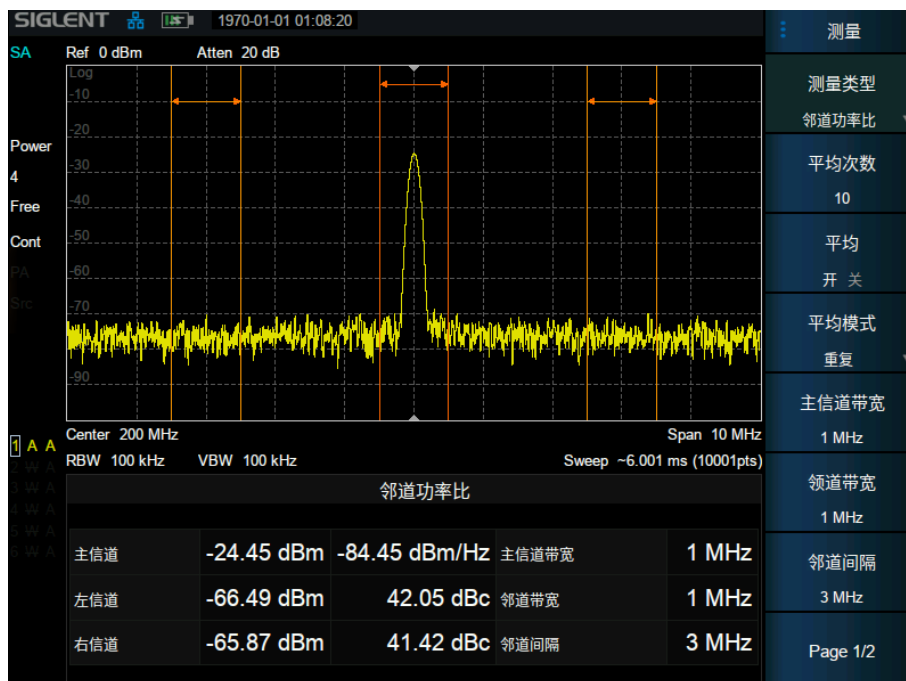 SIGLENT 1970-01-01 01:08:20
测量
SA Ref 0 dBm Atten 20 dB
Log
-10
-20
-30
-40
-50
-60
-70
-90
Power
4
Free
Cont
PA
Src
测量类型
邻道功率比
平均次数
10
平均
开 关
平均模式
重复
主信道带宽
1 MHz
领道带宽
1 MHz
邻道间隔
3 MHz
Page 1/2
Center 200 MHz Span 10 MHz
RBW 100 kHz VBW 100 kHz Sweep ~6.001 ms (10001pts)
1 A A
2 W A
3 W A
4 W A
5 W A
6 W A
邻道功率比
主信道 -24.45 dBm -84.45 dBm/Hz 主信道带宽 1 MHz
左信道 -66.49 dBm 42.05 dBc 邻道带宽 1 MHz
右信道 -65.87 dBm 41.42 dBc 邻道间隔 3 MHz